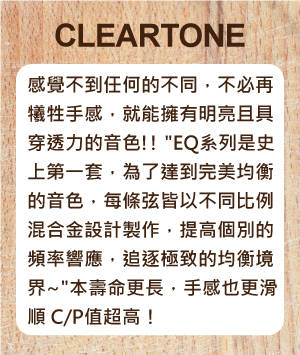 CLEARTONE
感覺不到任何的不同，不必再
犧牲手感，就能擁有明亮且具
穿透力的音色!! "EQ系列是史
上第一套，為了達到完美均衡
的音色，每條弦皆以不同比例
混合金設計製作，提高個別的
頻率響應，追逐極致的均衡境
界~"本壽命更長，手感也更滑
順 C/P值超高！